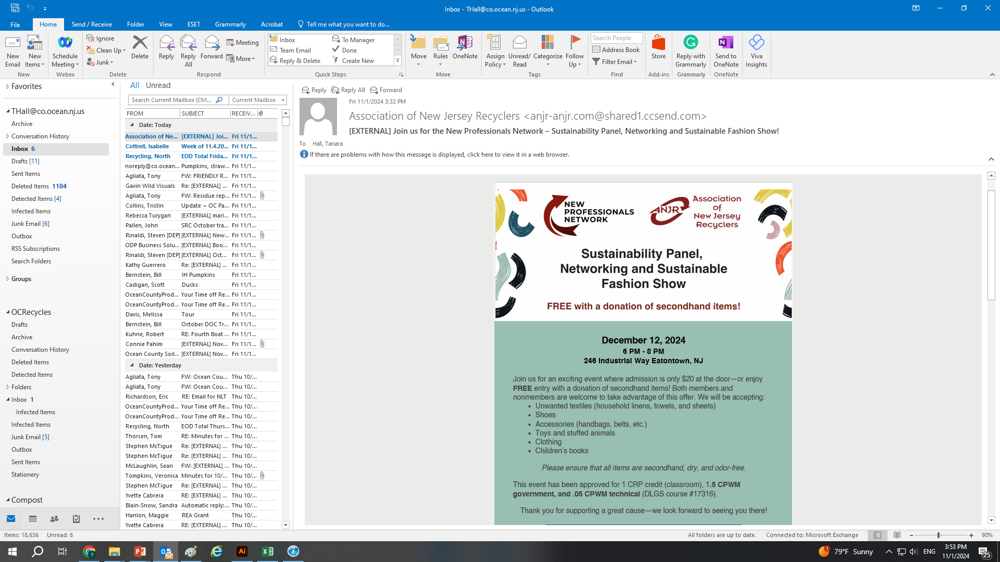 Inbox - THall@co.ocean.nj.us - Outlook
File Home Send / Receive Folder View ESET Grammarly Acrobat Tell me what you want to do...
New Email
New Items
New
Schedule Meeting
Webex
Ignore
Clean Up
Junk
Delete
Delete
Reply
Reply All
Forward
Meeting
More
Respond
Inbox
Team Email
Reply & Delete
To Manager
Done
Create New
Quick Steps
Move
Rules
OneNote
Move
Assign Policy
Unread/ Read
Categorize
Follow Up
Tags
Search People
Address Book
Filter Email
Find
Store
Add-ins
Reply with Grammarly
Grammarly
Send to OneNote
OneNote
Viva Insights
Favorites
THall@co.ocean.nj.us
Archive
Conversation History
Inbox 6
Drafts [11]
Sent Items
Deleted Items 1104
Detected Items [4]
Infected Items
Junk Email [6]
Outbox
RSS Subscriptions
Search Folders
Groups
OCRecycles
Drafts
Archive
Conversation History
Deleted Items
Detected Items
Folders
Inbox 1
Infected Items
Infected Items
Junk Email [5]
Outbox
Sent Items
Stationery
Compost
All Unread
Search Current Mailbox (Ctrl... Current Mailbox
FROM SUBJECT RECEIV...
Date: Today
Association of Ne... [EXTERNAL] Joi... Fri 11/1...
Cottrell, Isabelle Week of 11.4.20... Fri 11/1...
Recycling, North EOD Total Frida... Fri 11/1...
noreply@co.ocean... Pumpkins, straw... Fri 11/1...
Agliata, Tony FW: FRIENDLY R... Fri 11/1...
Gavin Wild Visuals Re: [EXTERNAL] ... Fri 11/1...
Agliata, Tony FW: Residue rep... Fri 11/1...
Collins, Tristin Update ~ OC Pa... Fri 11/1...
Rebecca Turygan [EXTERNAL] mari... Fri 11/1...
Pallen, John SRC October tra... Fri 11/1...
Rinaldi, Steven [DEP] [EXTERNAL] New... Fri 11/1...
ODP Business Solu... [EXTERNAL] Boo... Fri 11/1...
Rinaldi, Steven [DEP] [EXTERNAL] Oct... Fri 11/1...
Kathy Guerrero Re: [EXTERNAL] ... Fri 11/1...
Bernstein, Bill IH Pumpkins Fri 11/1...
Cadigan, Scott Ducks Fri 11/1...
OceanCountyProd... Your Time off Re... Fri 11/1...
OceanCountyProd... Your Time off Re... Fri 11/1...
Davis, Melissa Tour Fri 11/1...
Bernstein, Bill October DOC Tr... Fri 11/1...
Kuhne, Robert RE: Fourth Boat ... Fri 11/1...
Connie Fahim [EXTERNAL] Nov... Fri 11/1...
Ocean County Soil... [EXTERNAL] Nov... Fri 11/1...
Date: Yesterday
Agliata, Tony FW: Ocean Cou... Thu 10/...
Agliata, Tony FW: Ocean Cou... Thu 10/...
Richardson, Eric RE: Email for NLT Thu 10/...
OceanCountyProd... Your Time off Re... Thu 10/...
OceanCountyProd... Your Time off Re... Thu 10/...
Recycling, North EOD Total Thurs... Thu 10/...
Thorsen, Tom RE: Minutes for ... Thu 10/...
Stephen McTigue Re: [EXTERNAL] ... Thu 10/...
Stephen McTigue Re: [EXTERNAL] ... Thu 10/...
McLaughlin, Sean FW: [EXTERNAL] ... Thu 10/...
Tompkins, Veronica Minutes for 10/... Thu 10/...
Stephen McTigue Re: [EXTERNAL] ... Thu 10/...
Yvette Cabrera RE: [EXTERNAL] ... Thu 10/...
Blain-Snow, Sandra Automatic reply:... Thu 10/...
Hanlon, Maggie REA Grant Thu 10/...
Yvette Cabrera RE: [EXTERNAL] ... Thu 10/...
Reply Reply All Forward
Fri 11/1/2024 3:32 PM
Association of New Jersey Recyclers <anjr-anjr.com@shared1.ccsend.com>
[EXTERNAL] Join us for the New Professionals Network – Sustainability Panel, Networking and Sustainable Fashion Show!
To Hall, Tanara
If there are problems with how this message is displayed, click here to view it in a web browser.
NEW
PROFESSIONALS
NETWORK
ANJR
Association
of
New Jersey
Recyclers
Sustainability Panel,
Networking and Sustainable
Fashion Show
FREE with a donation of secondhand items!
December 12, 2024
6 PM - 8 PM
246 Industrial Way Eatontown, NJ
Join us for an exciting event where admission is only $20 at the door—or enjoy
FREE entry with a donation of secondhand items! Both members and
nonmembers are welcome to take advantage of this offer. We will be accepting:
• Unwanted textiles (household linens, towels, and sheets)
• Shoes
• Accessories (handbags, belts, etc.)
• Toys and stuffed animals
• Clothing
• Children's books
Please ensure that all items are secondhand, dry, and odor-free.
This event has been approved for 1 CRP credit (classroom), 1.5 CPWM
government, and .05 CPWM technical (DLGS course #17316).
Thank you for supporting a great cause—we look forward to seeing you there!
Items: 18,636 Unread: 6
All folders are up to date. Connected to: Microsoft Exchange 90%
79°F Sunny
ENG
3:53 PM
11/1/2024
25